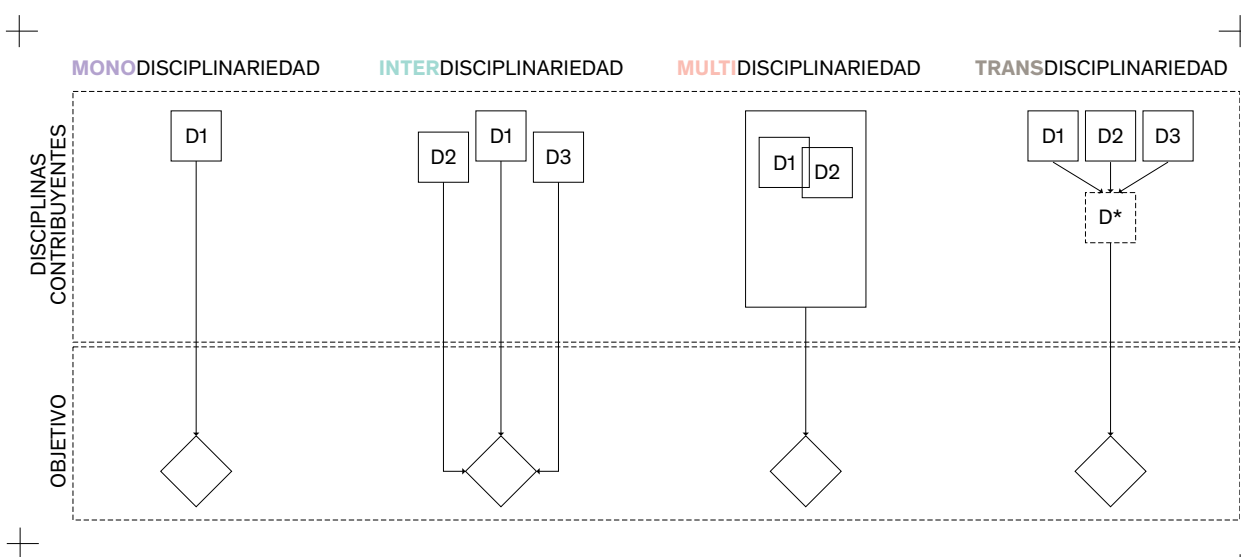 MONODISCIPLINARIEDAD
INTERDISCIPLINARIEDAD
MULTIDISCIPLINARIEDAD
TRANSDISCIPLINARIEDAD
DISCIPLINAS
CONTRIBUYENTES
D1
D2
D1
D3
D1
D2
D1
D2
D3
D*
OBJETIVO